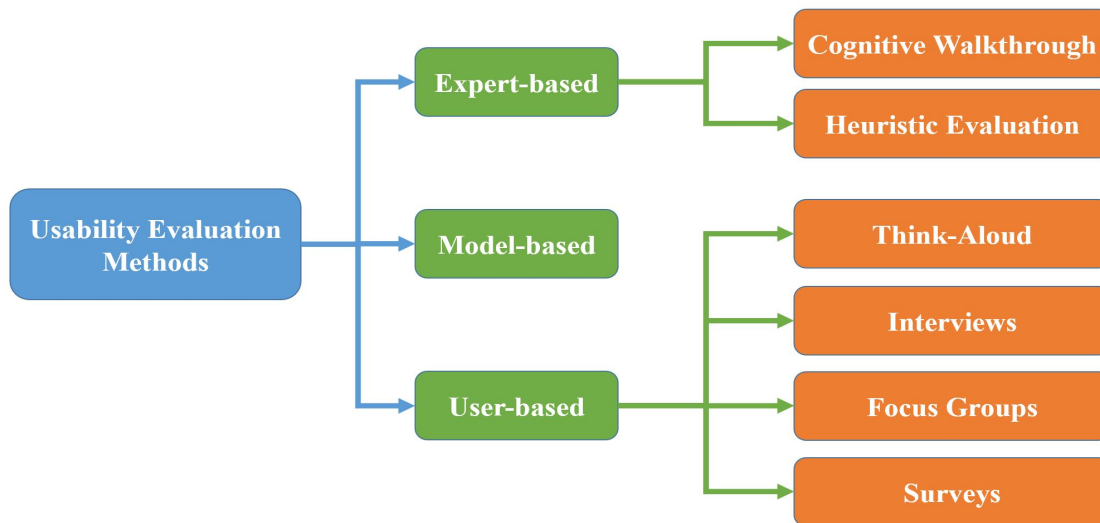 Usability Evaluation
Methods
Expert-based
Model-based
User-based
Cognitive Walkthrough
Heuristic Evaluation
Think-Aloud
Interviews
Focus Groups
Surveys